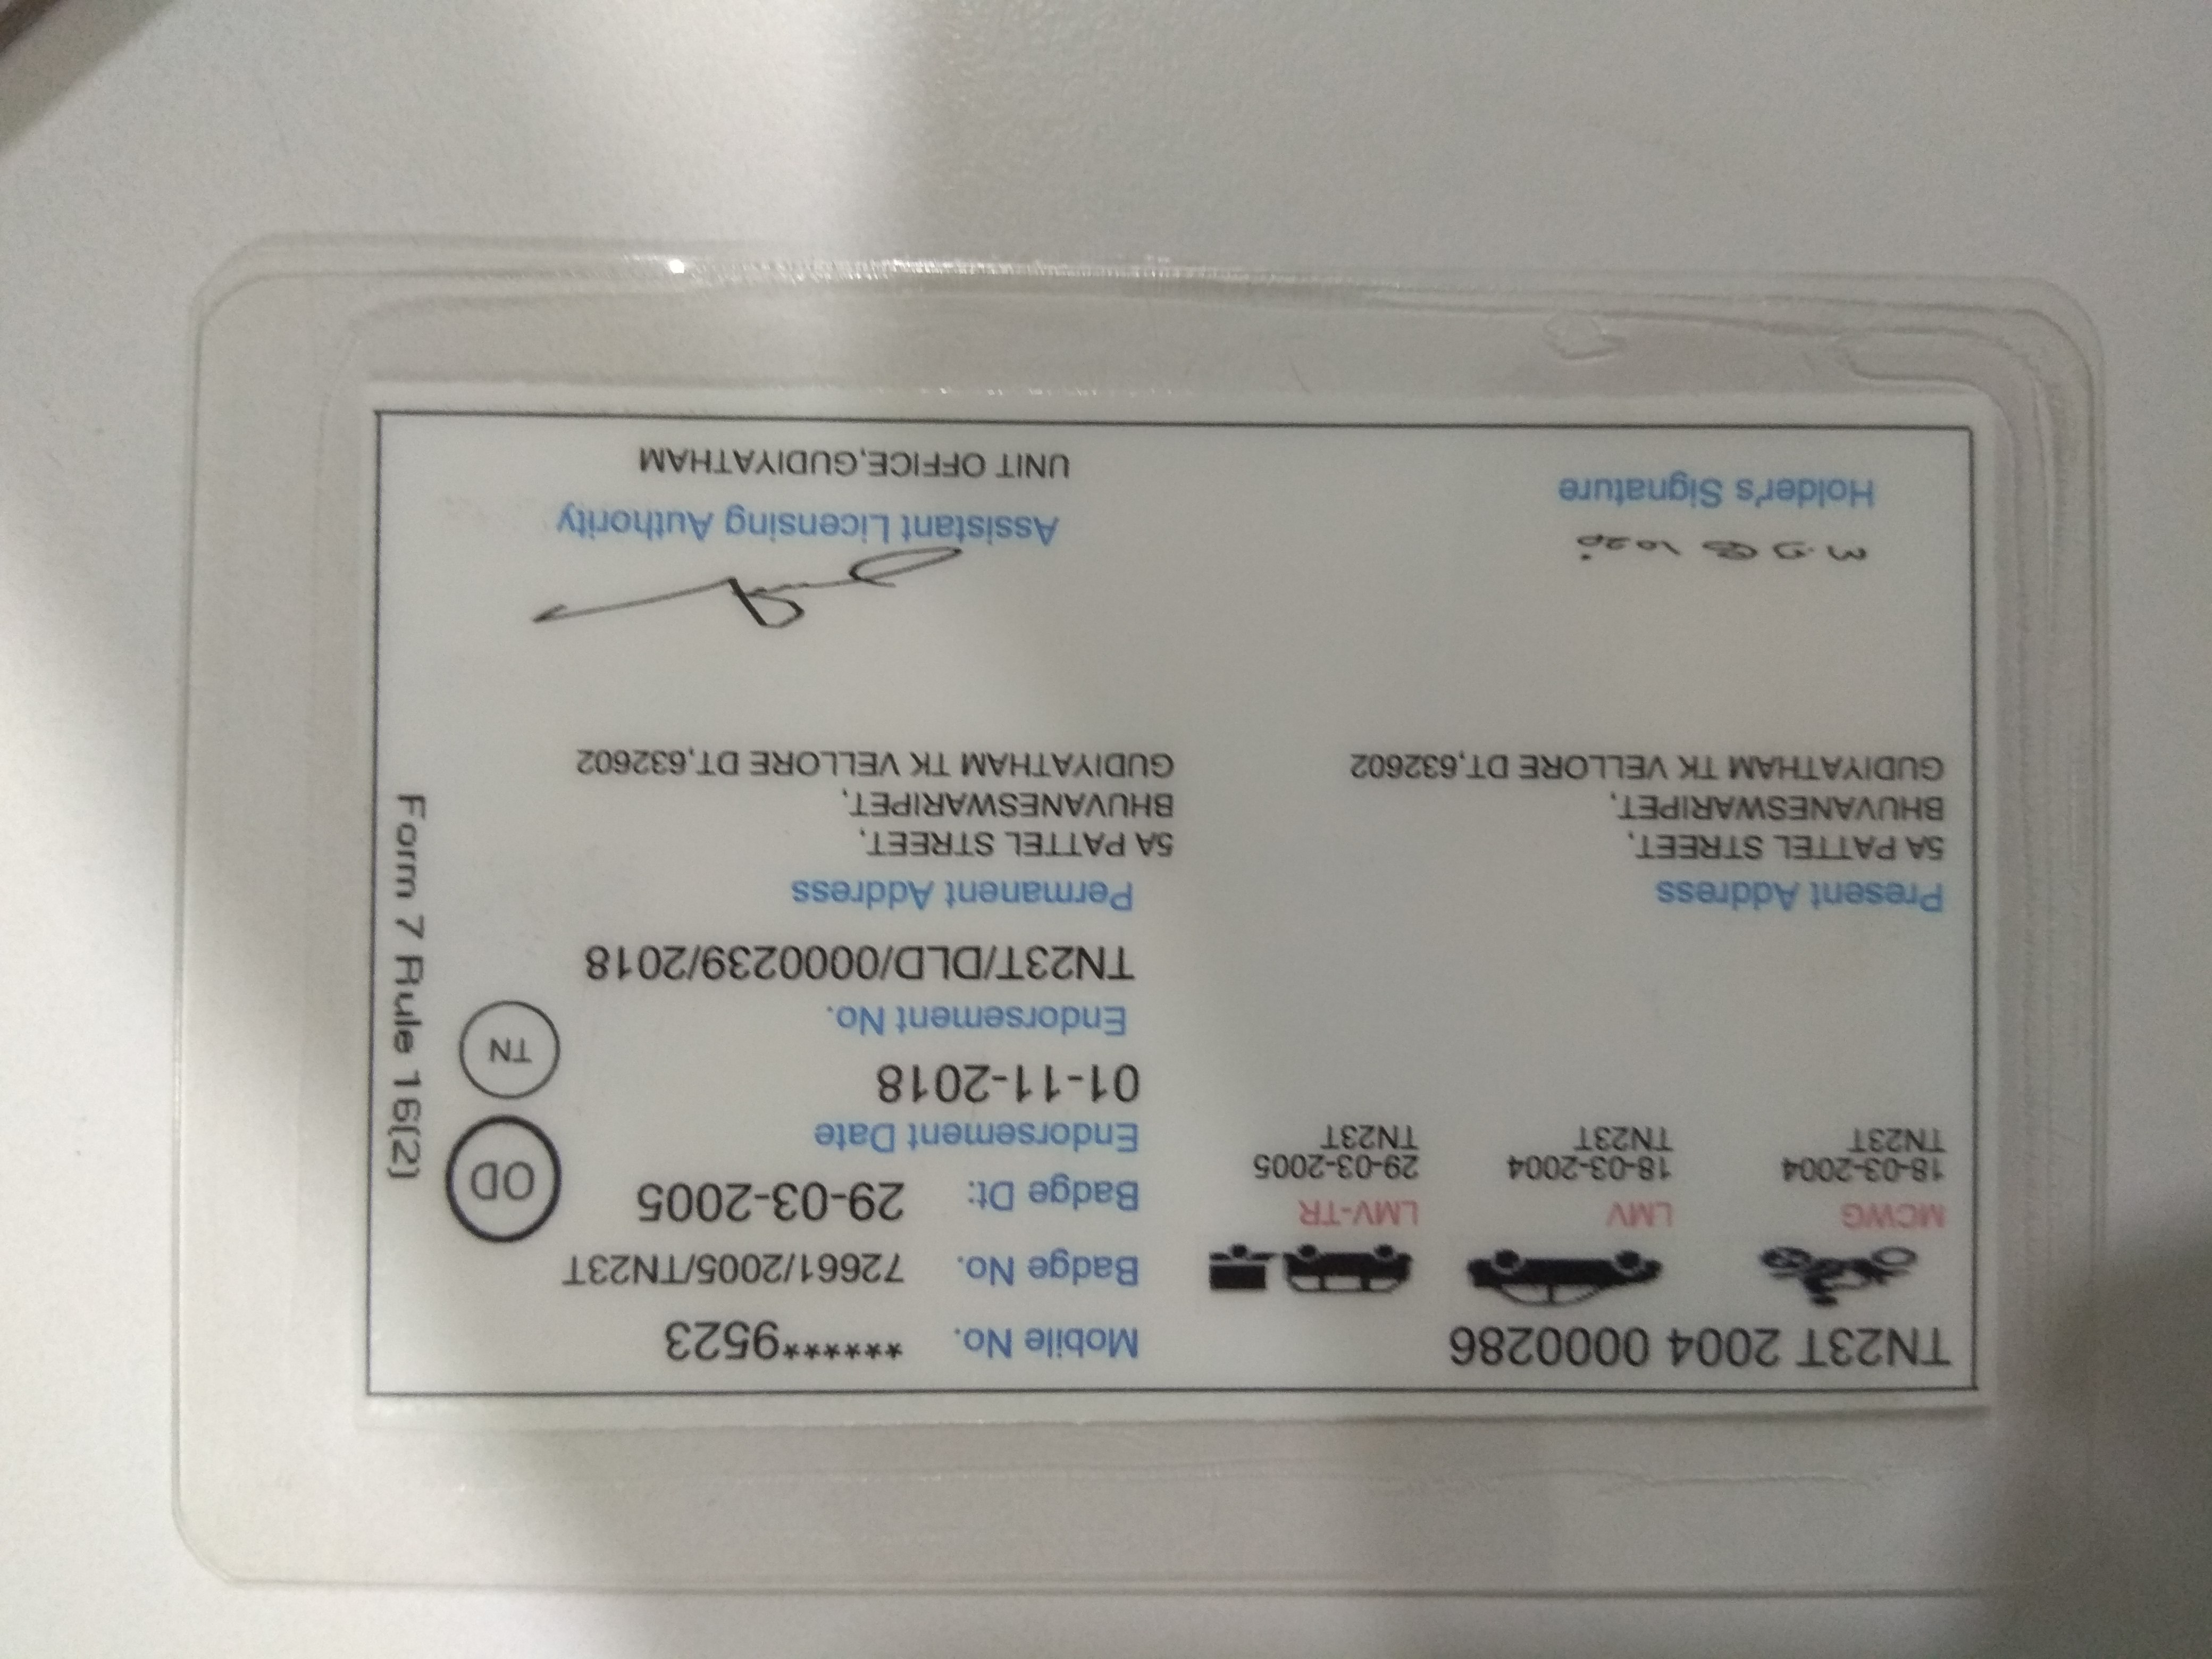 TN23T 2004 0000286
MCWG
18-03-2004
TN23T
LMV
18-03-2004
TN23T
LMV-TR
29-03-2005
TN23T
Present Address
5A PATTEL STREET,
BHUVANESWARIPET,
GUDIYATHAM TK VELLORE DT,632602
Holder's Signature
Mobile No. ******9523
Badge No. 72661/2005/TN23T
Badge Dt: 29-03-2005
Endorsement Date
01-11-2018
Endorsement No.
TN23T/DLD/0000239/2018
Permanent Address
5A PATTEL STREET,
BHUVANESWARIPET,
GUDIYATHAM TK VELLORE DT,632602
Assistant Licensing Authority
UNIT OFFICE,GUDIYATHAM
OD
TN
Form 7 Rule 16(2)